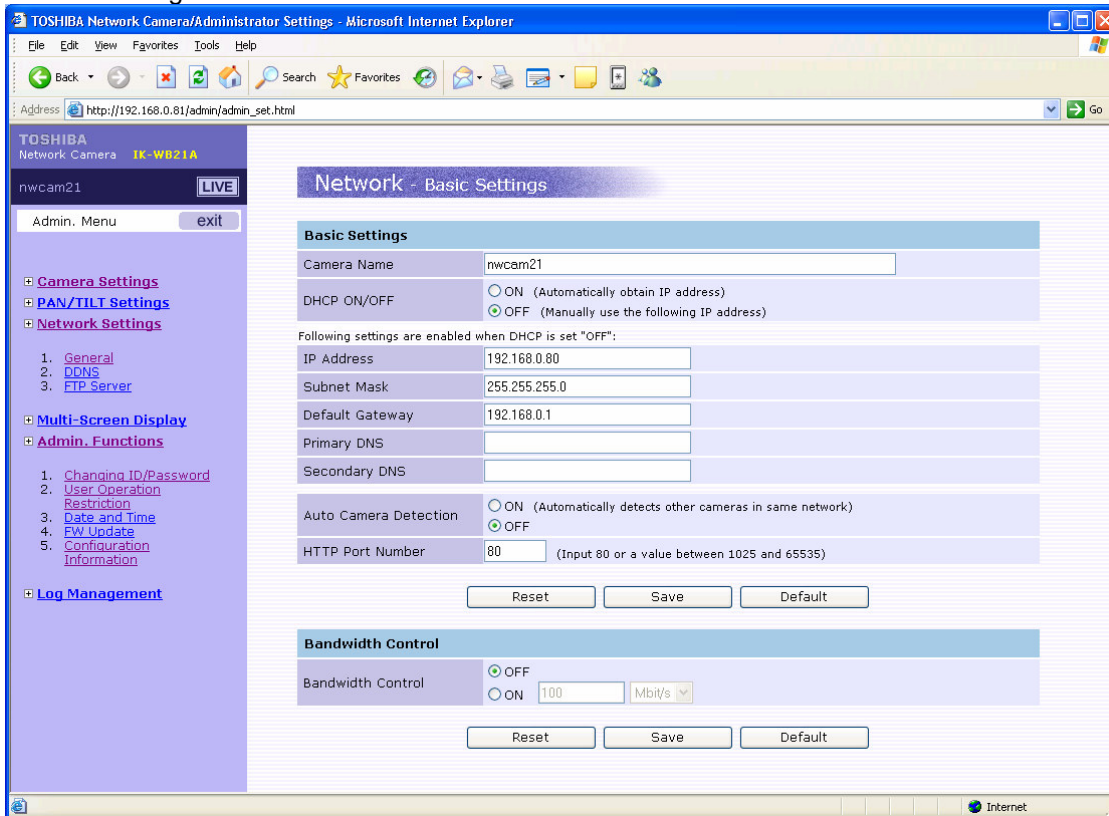 TOSHIBA Network Camera/Administrator Settings - Microsoft Internet Explorer
File Edit View Favorites Tools Help
Back Search Favorites
Address http://192.168.0.81/admin/admin_set.html Go
TOSHIBA
Network Camera IK-WB21A
nwcam21 LIVE
Admin. Menu exit
Camera Settings
PAN/TILT Settings
Network Settings
1. General
2. DDNS
3. FTP Server
Multi-Screen Display
Admin. Functions
1. Changing ID/Password
2. User Operation
Restriction
3. Date and Time
4. FW Update
5. Configuration
Information
Log Management
Network - Basic Settings
Basic Settings
Camera Name nwcam21
DHCP ON/OFF
ON (Automatically obtain IP address)
OFF (Manually use the following IP address)
Following settings are enabled when DHCP is set "OFF":
IP Address 192.168.0.80
Subnet Mask 255.255.255.0
Default Gateway 192.168.0.1
Primary DNS
Secondary DNS
Auto Camera Detection
ON (Automatically detects other cameras in same network)
OFF
HTTP Port Number 80 (Input 80 or a value between 1025 and 65535)
Reset Save Default
Bandwidth Control
Bandwidth Control
OFF
ON 100 Mbit/s
Reset Save Default
Internet